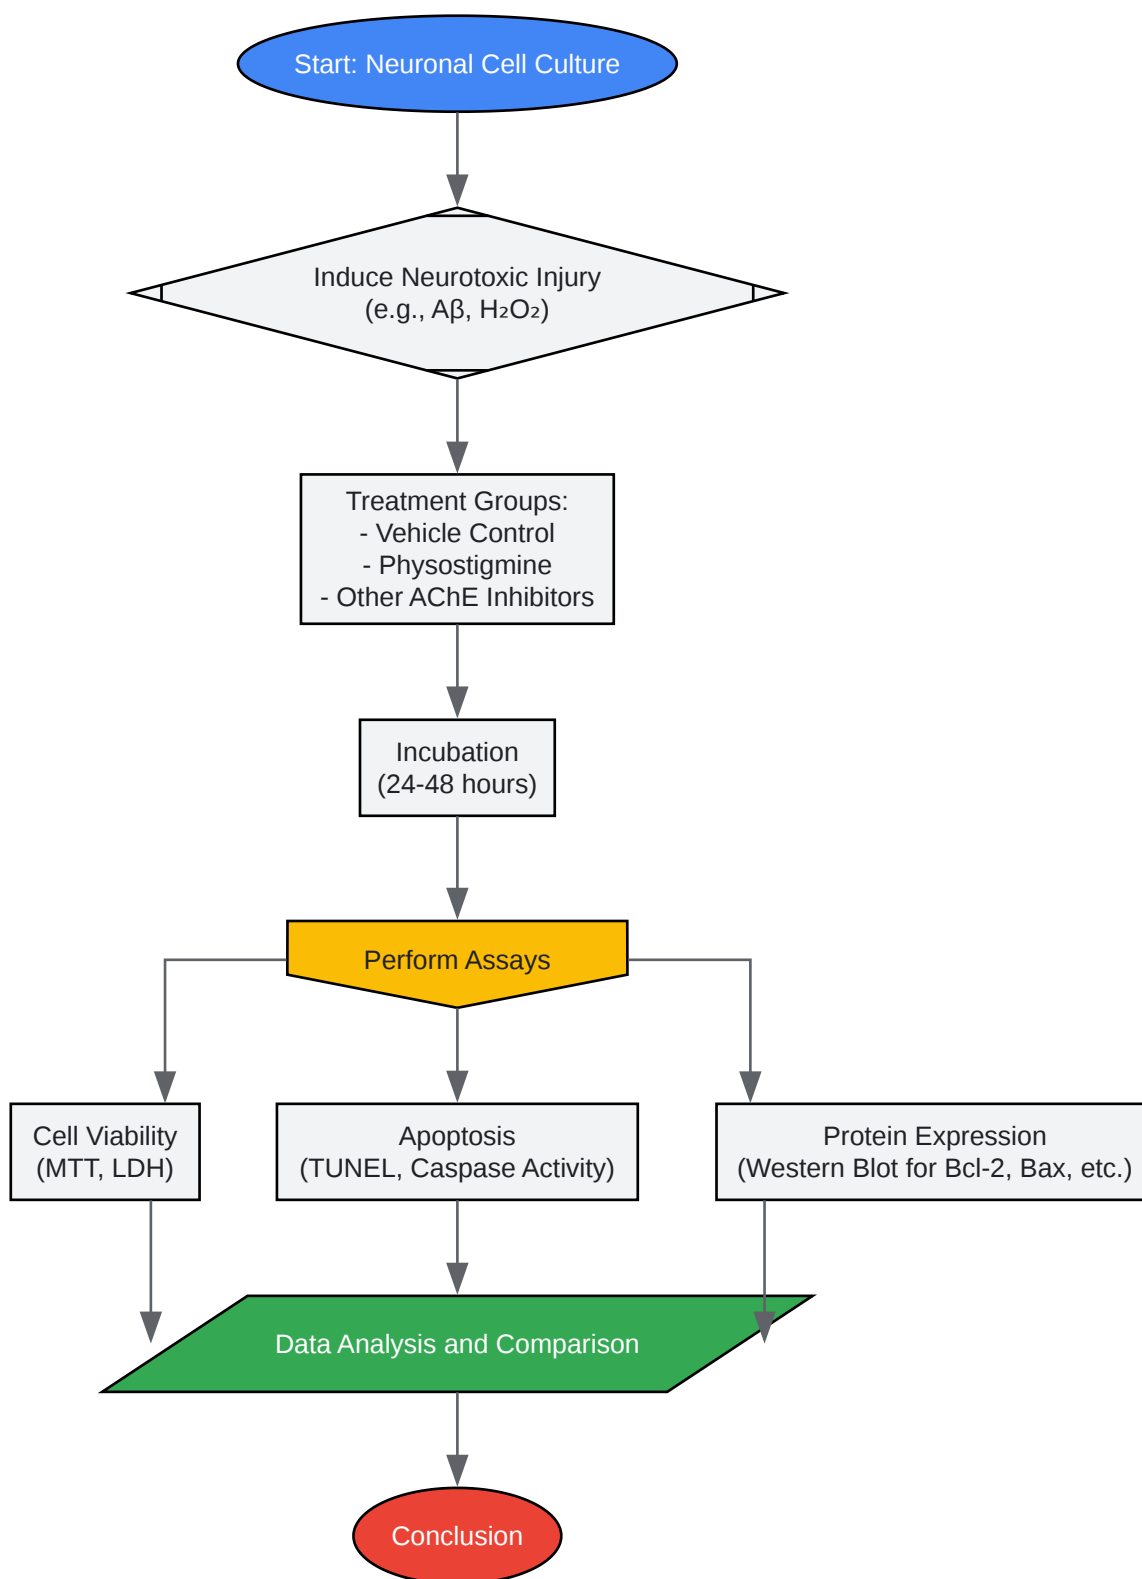 Start: Neuronal Cell Culture
Induce Neurotoxic Injury
(e.g., Aβ, H₂O₂)
Treatment Groups:
- Vehicle Control
- Physostigmine
- Other AChE Inhibitors
Incubation
(24-48 hours)
Perform Assays
Cell Viability
(MTT, LDH)
Apoptosis
(TUNEL, Caspase Activity)
Protein Expression
(Western Blot for Bcl-2, Bax, etc.)
Data Analysis and Comparison
Conclusion